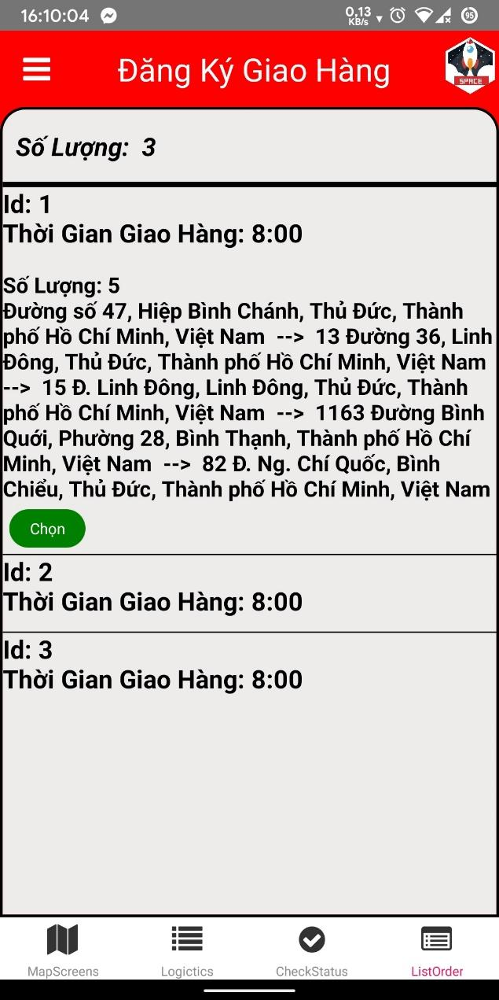 16:10:04
0,13
KB/s
95
Đăng Ký Giao Hàng
SPACE
Số Lượng: 3
Id: 1
Thời Gian Giao Hàng: 8:00
Số Lượng: 5
Đường số 47, Hiệp Bình Chánh, Thủ Đức, Thành
phố Hồ Chí Minh, Việt Nam --> 13 Đường 36, Linh
Đông, Thủ Đức, Thành phố Hồ Chí Minh, Việt Nam
--> 15 Đ. Linh Đông, Linh Đông, Thủ Đức, Thành
phố Hồ Chí Minh, Việt Nam --> 1163 Đường Bình
Quới, Phường 28, Bình Thạnh, Thành phố Hồ Chí
Minh, Việt Nam --> 82 Đ. Ng. Chí Quốc, Bình
Chiểu, Thủ Đức, Thành phố Hồ Chí Minh, Việt Nam
Chọn
Id: 2
Thời Gian Giao Hàng: 8:00
Id: 3
Thời Gian Giao Hàng: 8:00
MapScreens
Logictics
CheckStatus
ListOrder